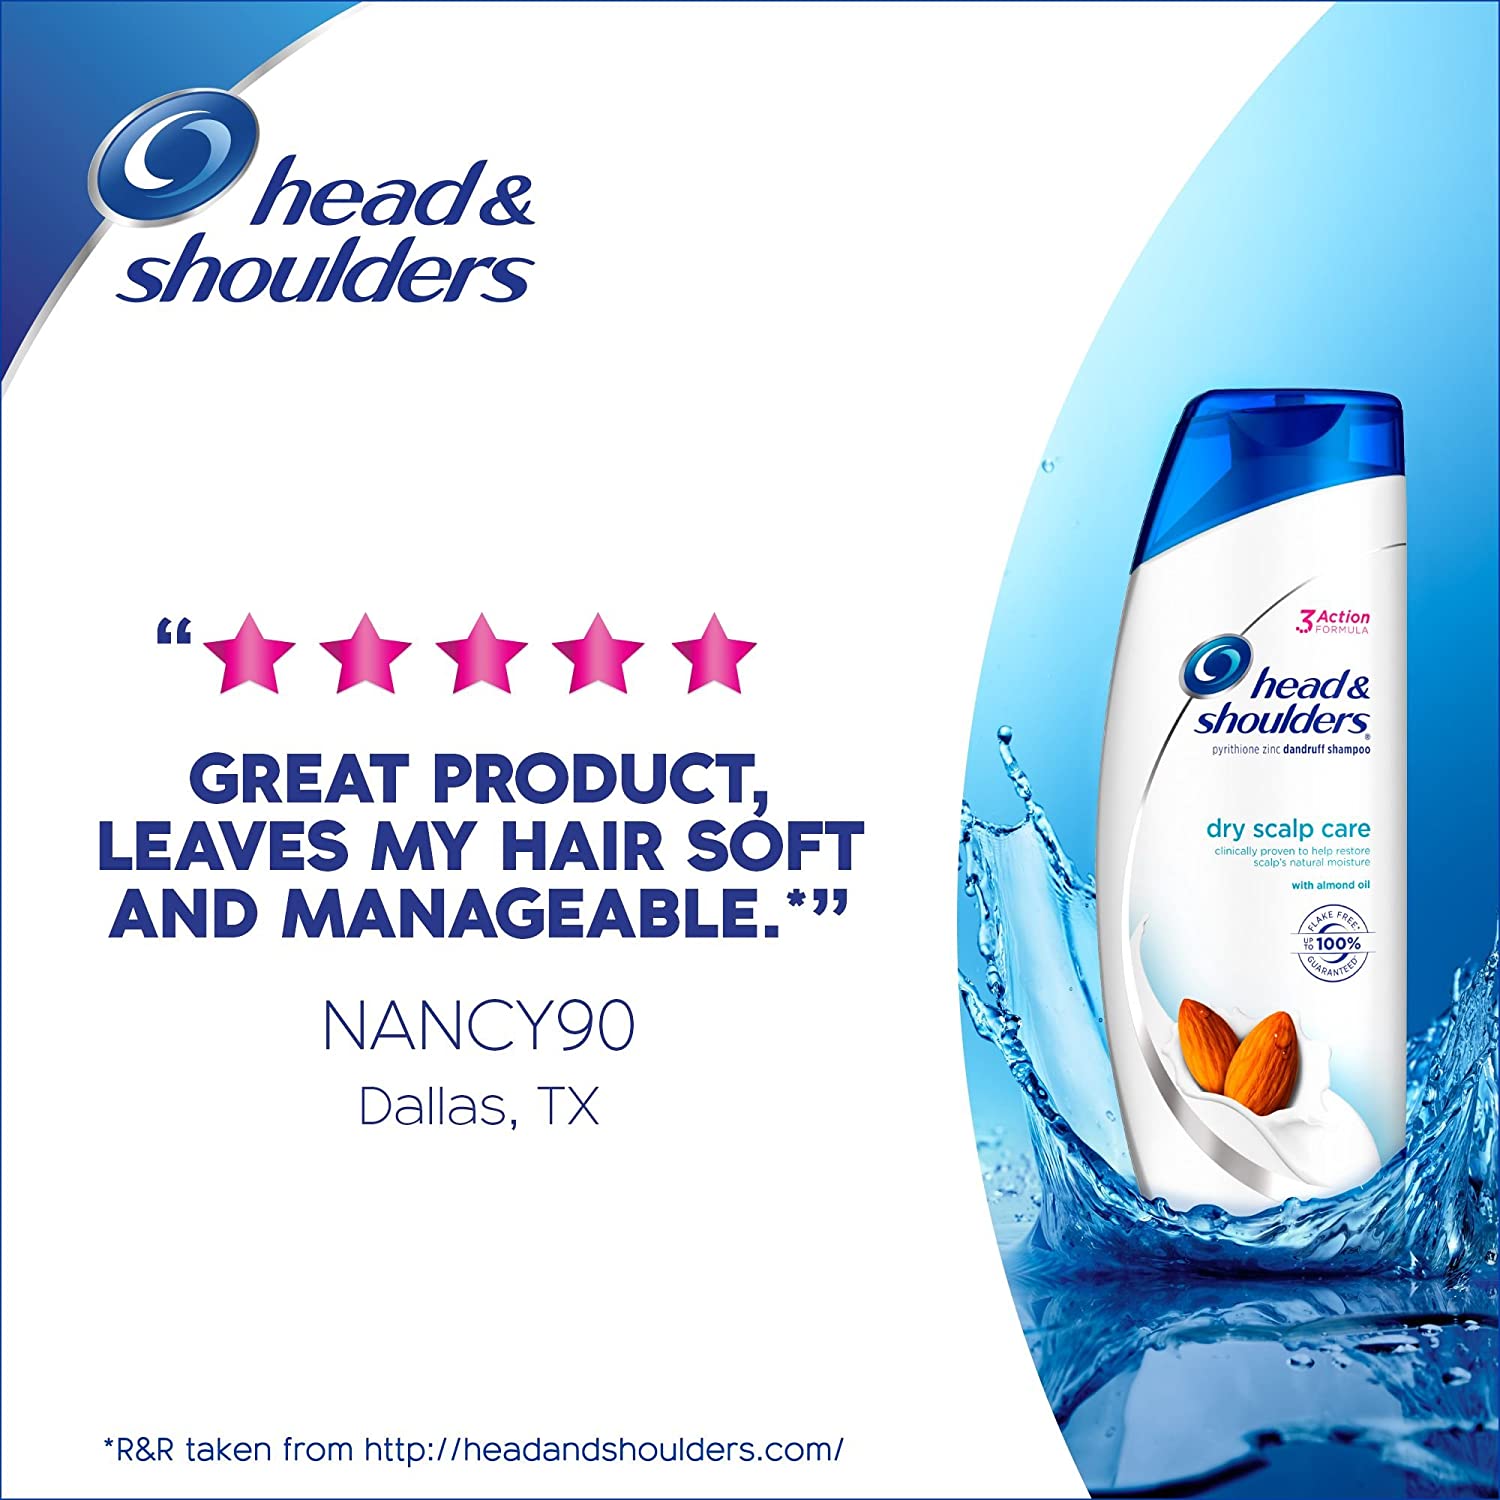 head &
shoulders
“
GREAT PRODUCT,
LEAVES MY HAIR SOFT
AND MANAGEABLE.*”
NANCY90
Dallas, TX
*R&R taken from http://headandshoulders.com/
3 Action
FORMULA
head &
shoulders®
pyrithione zinc dandruff shampoo
dry scalp care
clinically proven to help restore
scalp's natural moisture
with almond oil
FLAKE FREE*
UP TO 100%
GUARANTEED*